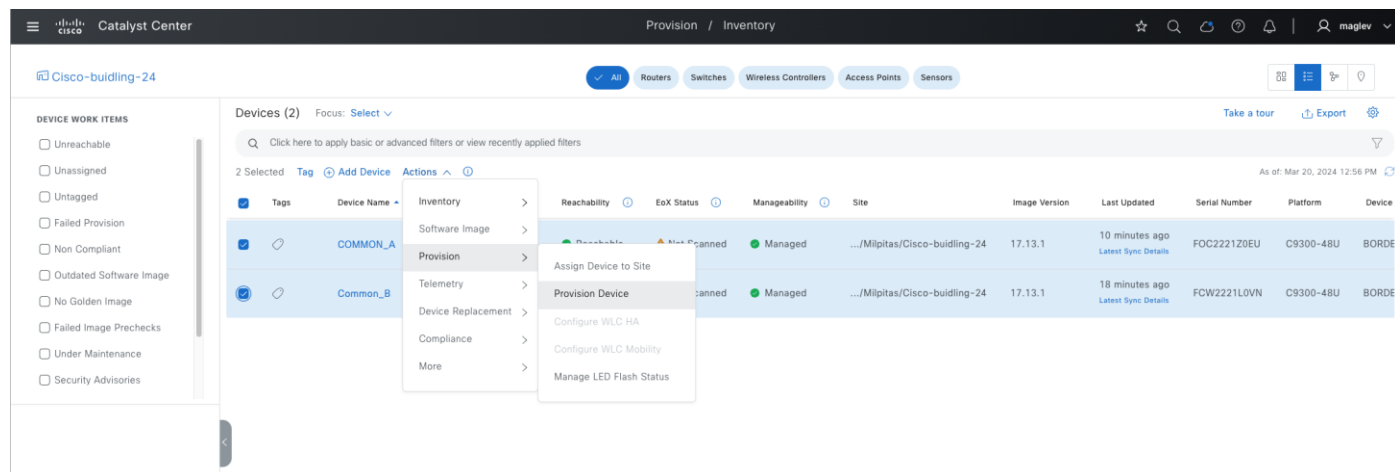 cisco Catalyst Center
Provision / Inventory
maglev
Cisco-buidling-24
All Routers Switches Wireless Controllers Access Points Sensors
DEVICE WORK ITEMS
Unreachable
Unassigned
Untagged
Failed Provision
Non Compliant
Outdated Software Image
No Golden Image
Failed Image Prechecks
Under Maintenance
Security Advisories
Devices (2) Focus: Select
Take a tour Export
Click here to apply basic or advanced filters or view recently applied filters
2 Selected Tag Add Device Actions
As of: Mar 20, 2024 12:56 PM
Tags Device Name Reachability EoX Status Manageability Site Image Version Last Updated Serial Number Platform Device
COMMON_A Reachable Not Scanned Managed .../Milpitas/Cisco-buidling-24 17.13.1 10 minutes ago FOC2221Z0EU C9300-48U BORDE
Latest Sync Details
Common_B canned Managed .../Milpitas/Cisco-buidling-24 17.13.1 18 minutes ago FCW2221L0VN C9300-48U BORDE
Latest Sync Details
Inventory
Software Image
Provision
Telemetry
Device Replacement
Compliance
More
Assign Device to Site
Provision Device
Configure WLC HA
Configure WLC Mobility
Manage LED Flash Status